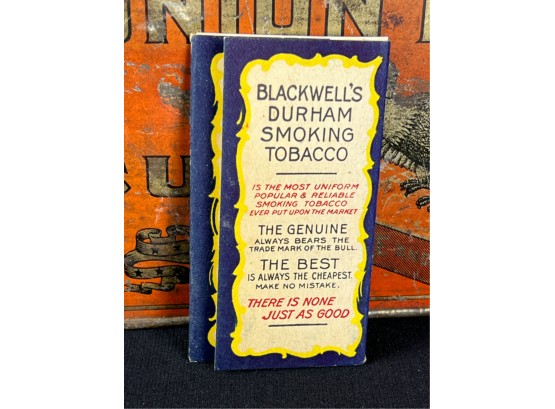 UNION
CU
BLACKWELL'S
DURHAM
SMOKING
TOBACCO
IS THE MOST UNIFORM
POPULAR & RELIABLE
SMOKING TOBACCO
EVER PUT UPON THE MARKET
THE GENUINE
ALWAYS BEARS THE
TRADE MARK OF THE BULL.
THE BEST
IS ALWAYS THE CHEAPEST.
MAKE NO MISTAKE.
THERE IS NONE
JUST AS GOOD